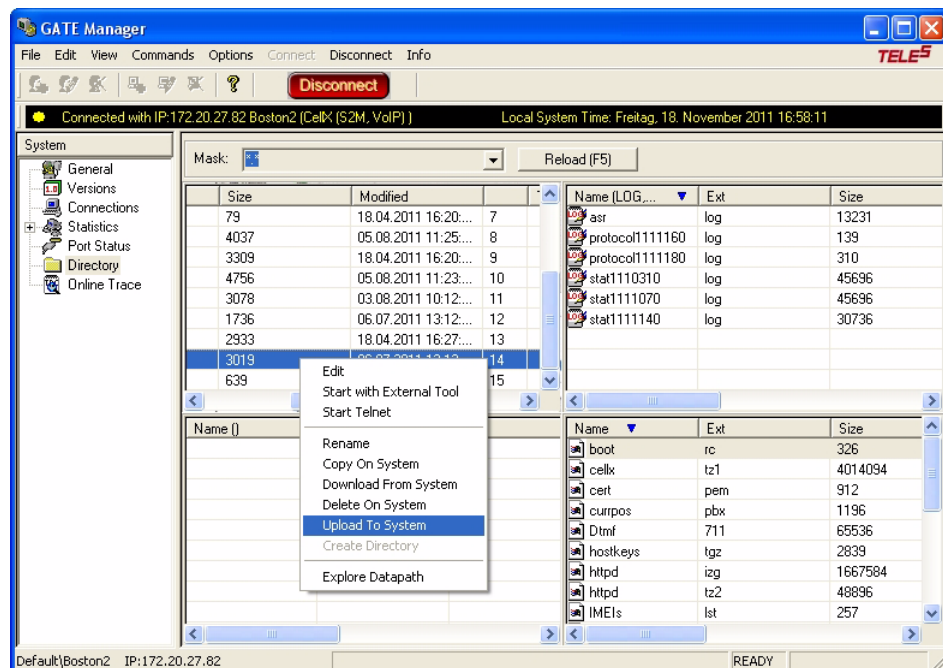 GATE Manager
File Edit View Commands Options Connect Disconnect Info
TELES
Disconnect
Connected with IP:172.20.27.82 Boston2 (CellX (S2M, VoIP) ) Local System Time: Freitag, 18. November 2011 16:58:11
System
General
Versions
Connections
Statistics
Port Status
Directory
Online Trace
Mask: *.* Reload (F5)
Size Modified
79 18.04.2011 16:20:... 7
4037 05.08.2011 11:25:... 8
3309 18.04.2011 16:20:... 9
4756 05.08.2011 11:23:... 10
3078 03.08.2011 10:12:... 11
1736 06.07.2011 13:12:... 12
2933 18.04.2011 16:27:... 13
3019 14
639 15
Name (LOG,... Ext Size
asr log 13231
protocol1111160 log 139
protocol1111180 log 310
stat1110310 log 45696
stat1111070 log 45696
stat1111140 log 30736
Edit
Start with External Tool
Start Telnet
Rename
Copy On System
Download From System
Delete On System
Upload To System
Create Directory
Explore Datapath
Name ()
Name Ext Size
boot rc 326
cellx tz1 4014094
cert pem 912
currpos pbx 1196
Dtmf 711 65536
hostkeys tgz 2839
httpd izg 1667584
httpd tz2 48896
IMEIs lst 257
Default\Boston2 IP:172.20.27.82 READY